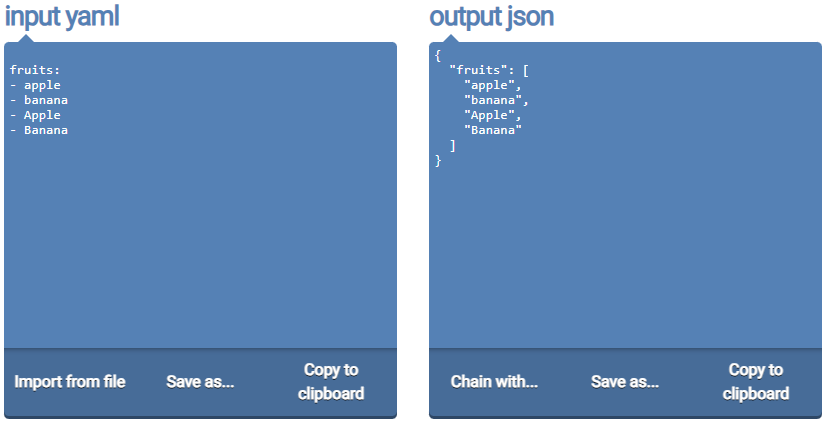 input yaml
fruits:
- apple
- banana
- Apple
- Banana
Import from file
Save as...
Copy to
clipboard
output json
{
  "fruits": [
    "apple",
    "banana",
    "Apple",
    "Banana"
  ]
}
Chain with...
Save as...
Copy to
clipboard